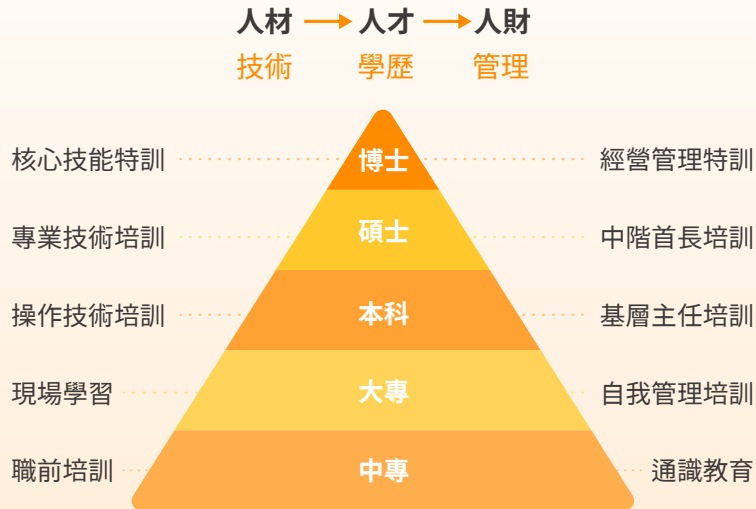 人材 人才 人財
技術 學歷 管理
核心技能特訓 博士 經營管理特訓
專業技術培訓 碩士 中階首長培訓
操作技術培訓 本科 基層主任培訓
現場學習 大專 自我管理培訓
職前培訓 中專 通識教育